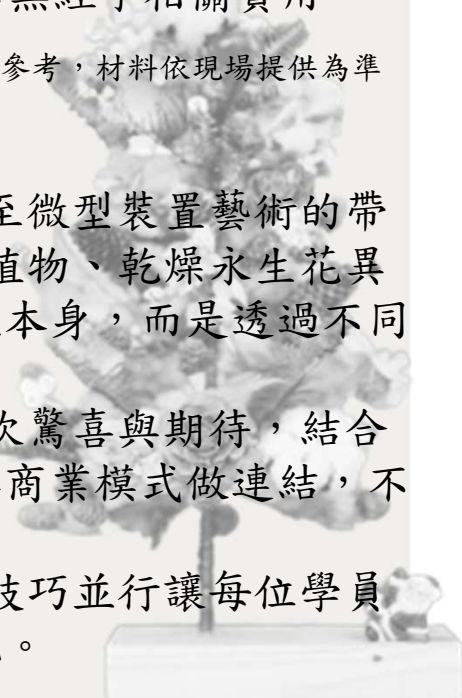 無經手相關費用
參考，材料依現場提供為準
至微型裝置藝術的帶
植物、乾燥永生花異
本身，而是透過不同
次驚喜與期待，結合
商業模式做連結，不
技巧並行讓每位學員
。